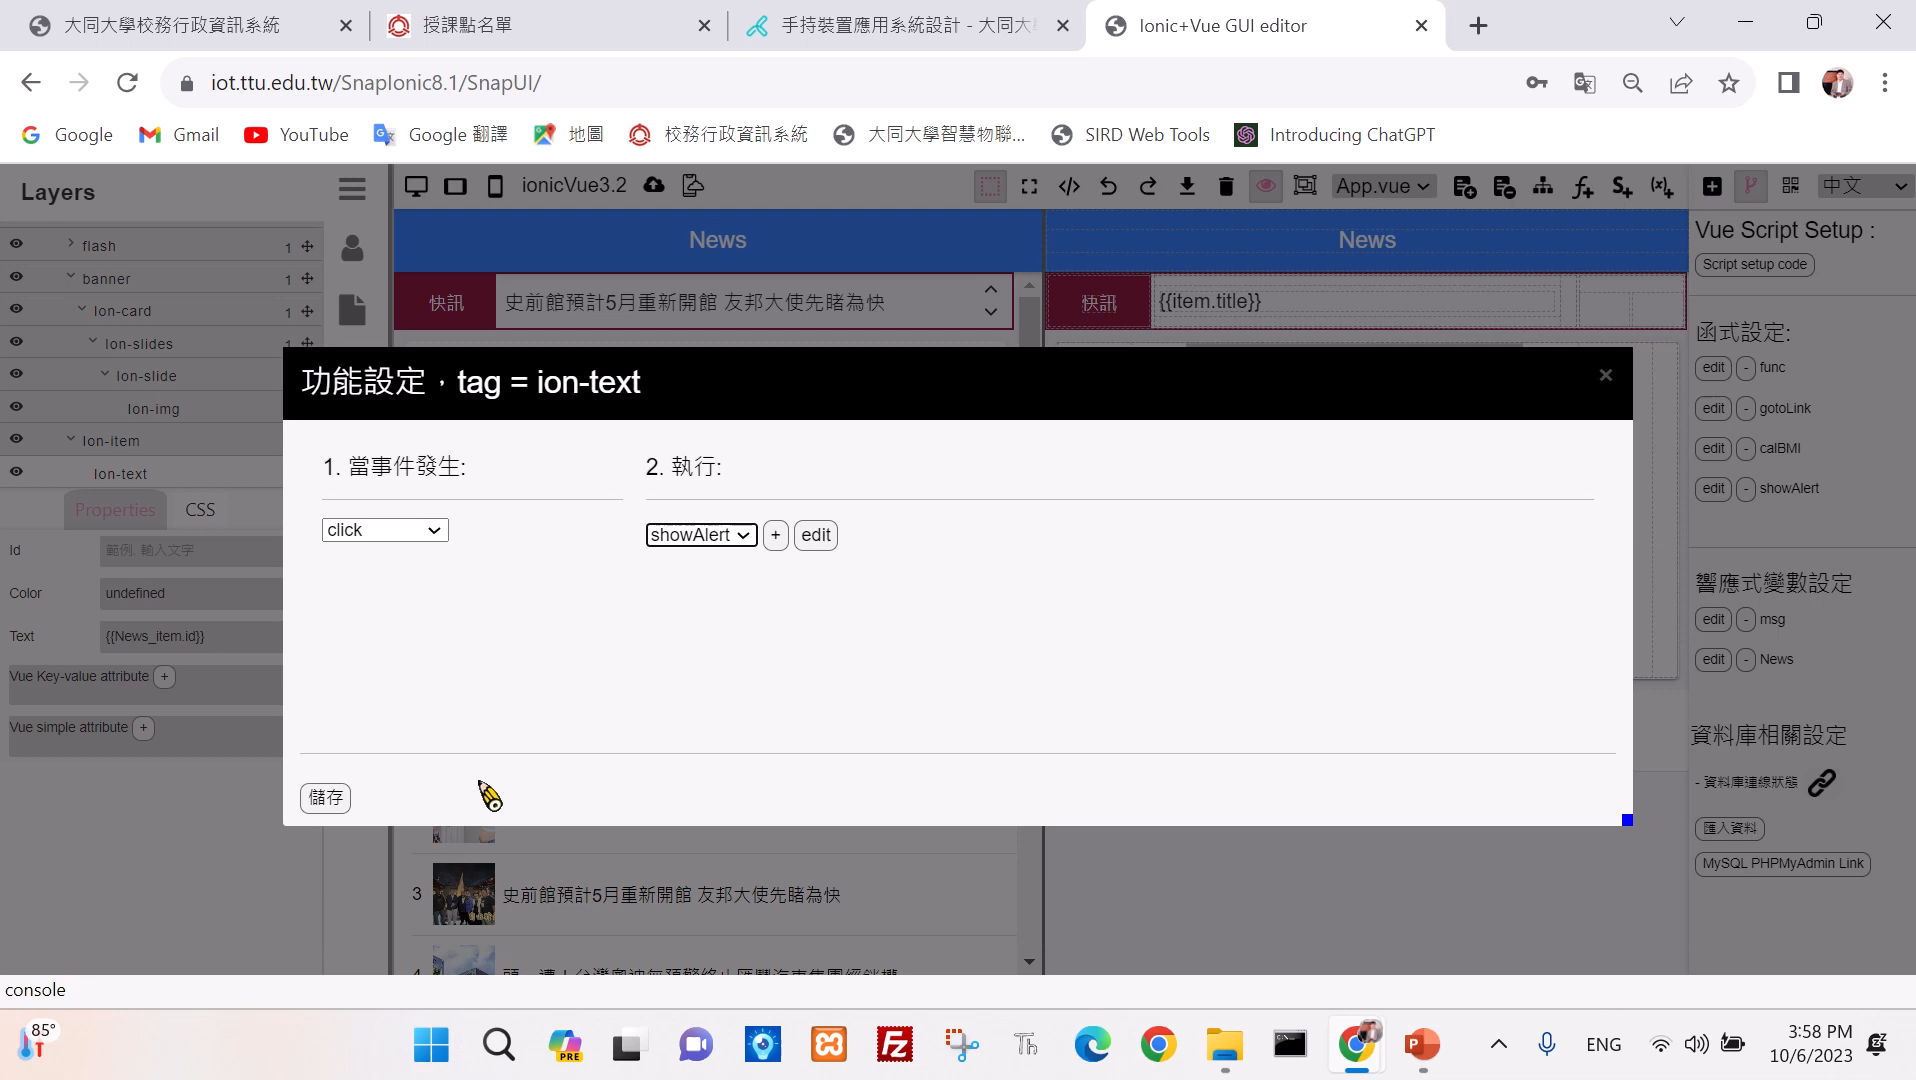 大同大學校務行政資訊系統
授課點名單
手持裝置應用系統設計 - 大同大
Ionic+Vue GUI editor
iot.ttu.edu.tw/SnapIonic8.1/SnapUI/
Google
Gmail
YouTube
Google 翻譯
地圖
校務行政資訊系統
大同大學智慧物聯...
SIRD Web Tools
Introducing ChatGPT
Layers
ionicVue3.2
App.vue
中文
flash 1
banner 1
Ion-card 1
Ion-slides 1
Ion-slide
Ion-img
Ion-item
Ion-text
Properties CSS
Id 範例. 輸入文字
Color undefined
Text {{News_item.id}}
Vue Key-value attribute +
Vue simple attribute +
News
快訊 史前館預計5月重新開館 友邦大使先睹為快
News
快訊 {{item.title}}
功能設定，tag = ion-text
×
1. 當事件發生:
2. 執行:
click
showAlert + edit
儲存
3 史前館預計5月重新開館 友邦大使先睹為快
4
Vue Script Setup :
Script setup code
函式設定:
edit - func
edit - gotoLink
edit - calBMI
edit - showAlert
響應式變數設定
edit - msg
edit - News
資料庫相關設定
- 資料庫連線狀態
匯入資料
MySQL PHPMyAdmin Link
console
85°
PRE
Th
ENG
3:58 PM
10/6/2023